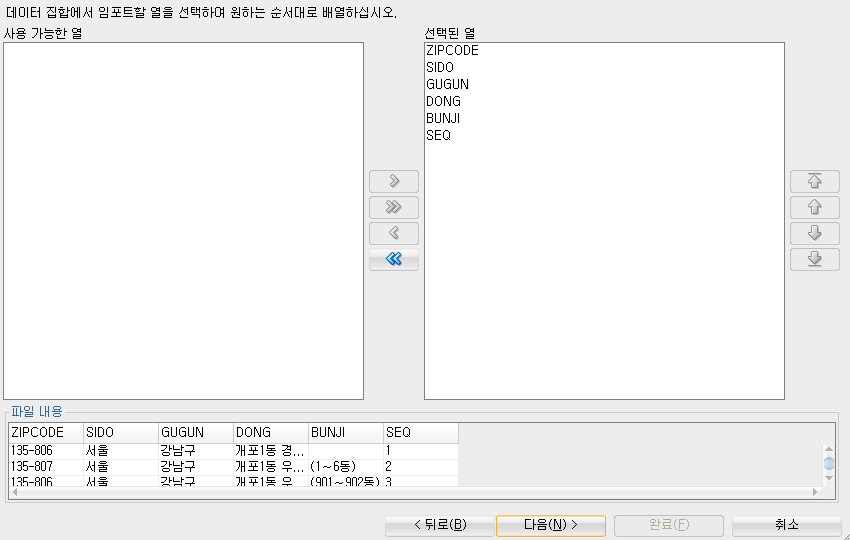 데이터 집합에서 임포트할 열을 선택하여 원하는 순서대로 배열하십시오.
사용 가능한 열
선택된 열
ZIPCODE
SIDO
GUGUN
DONG
BUNJI
SEQ
파일 내용
ZIPCODE SIDO GUGUN DONG BUNJI SEQ
135-806 서울 강남구 개포1동 경... 1
135-807 서울 강남구 개포1동 우... (1~6동) 2
135-806 서울 강남구 개포1동 우... (901~902동) 3
< 뒤로(B) 다음(N) > 완료(F) 취소